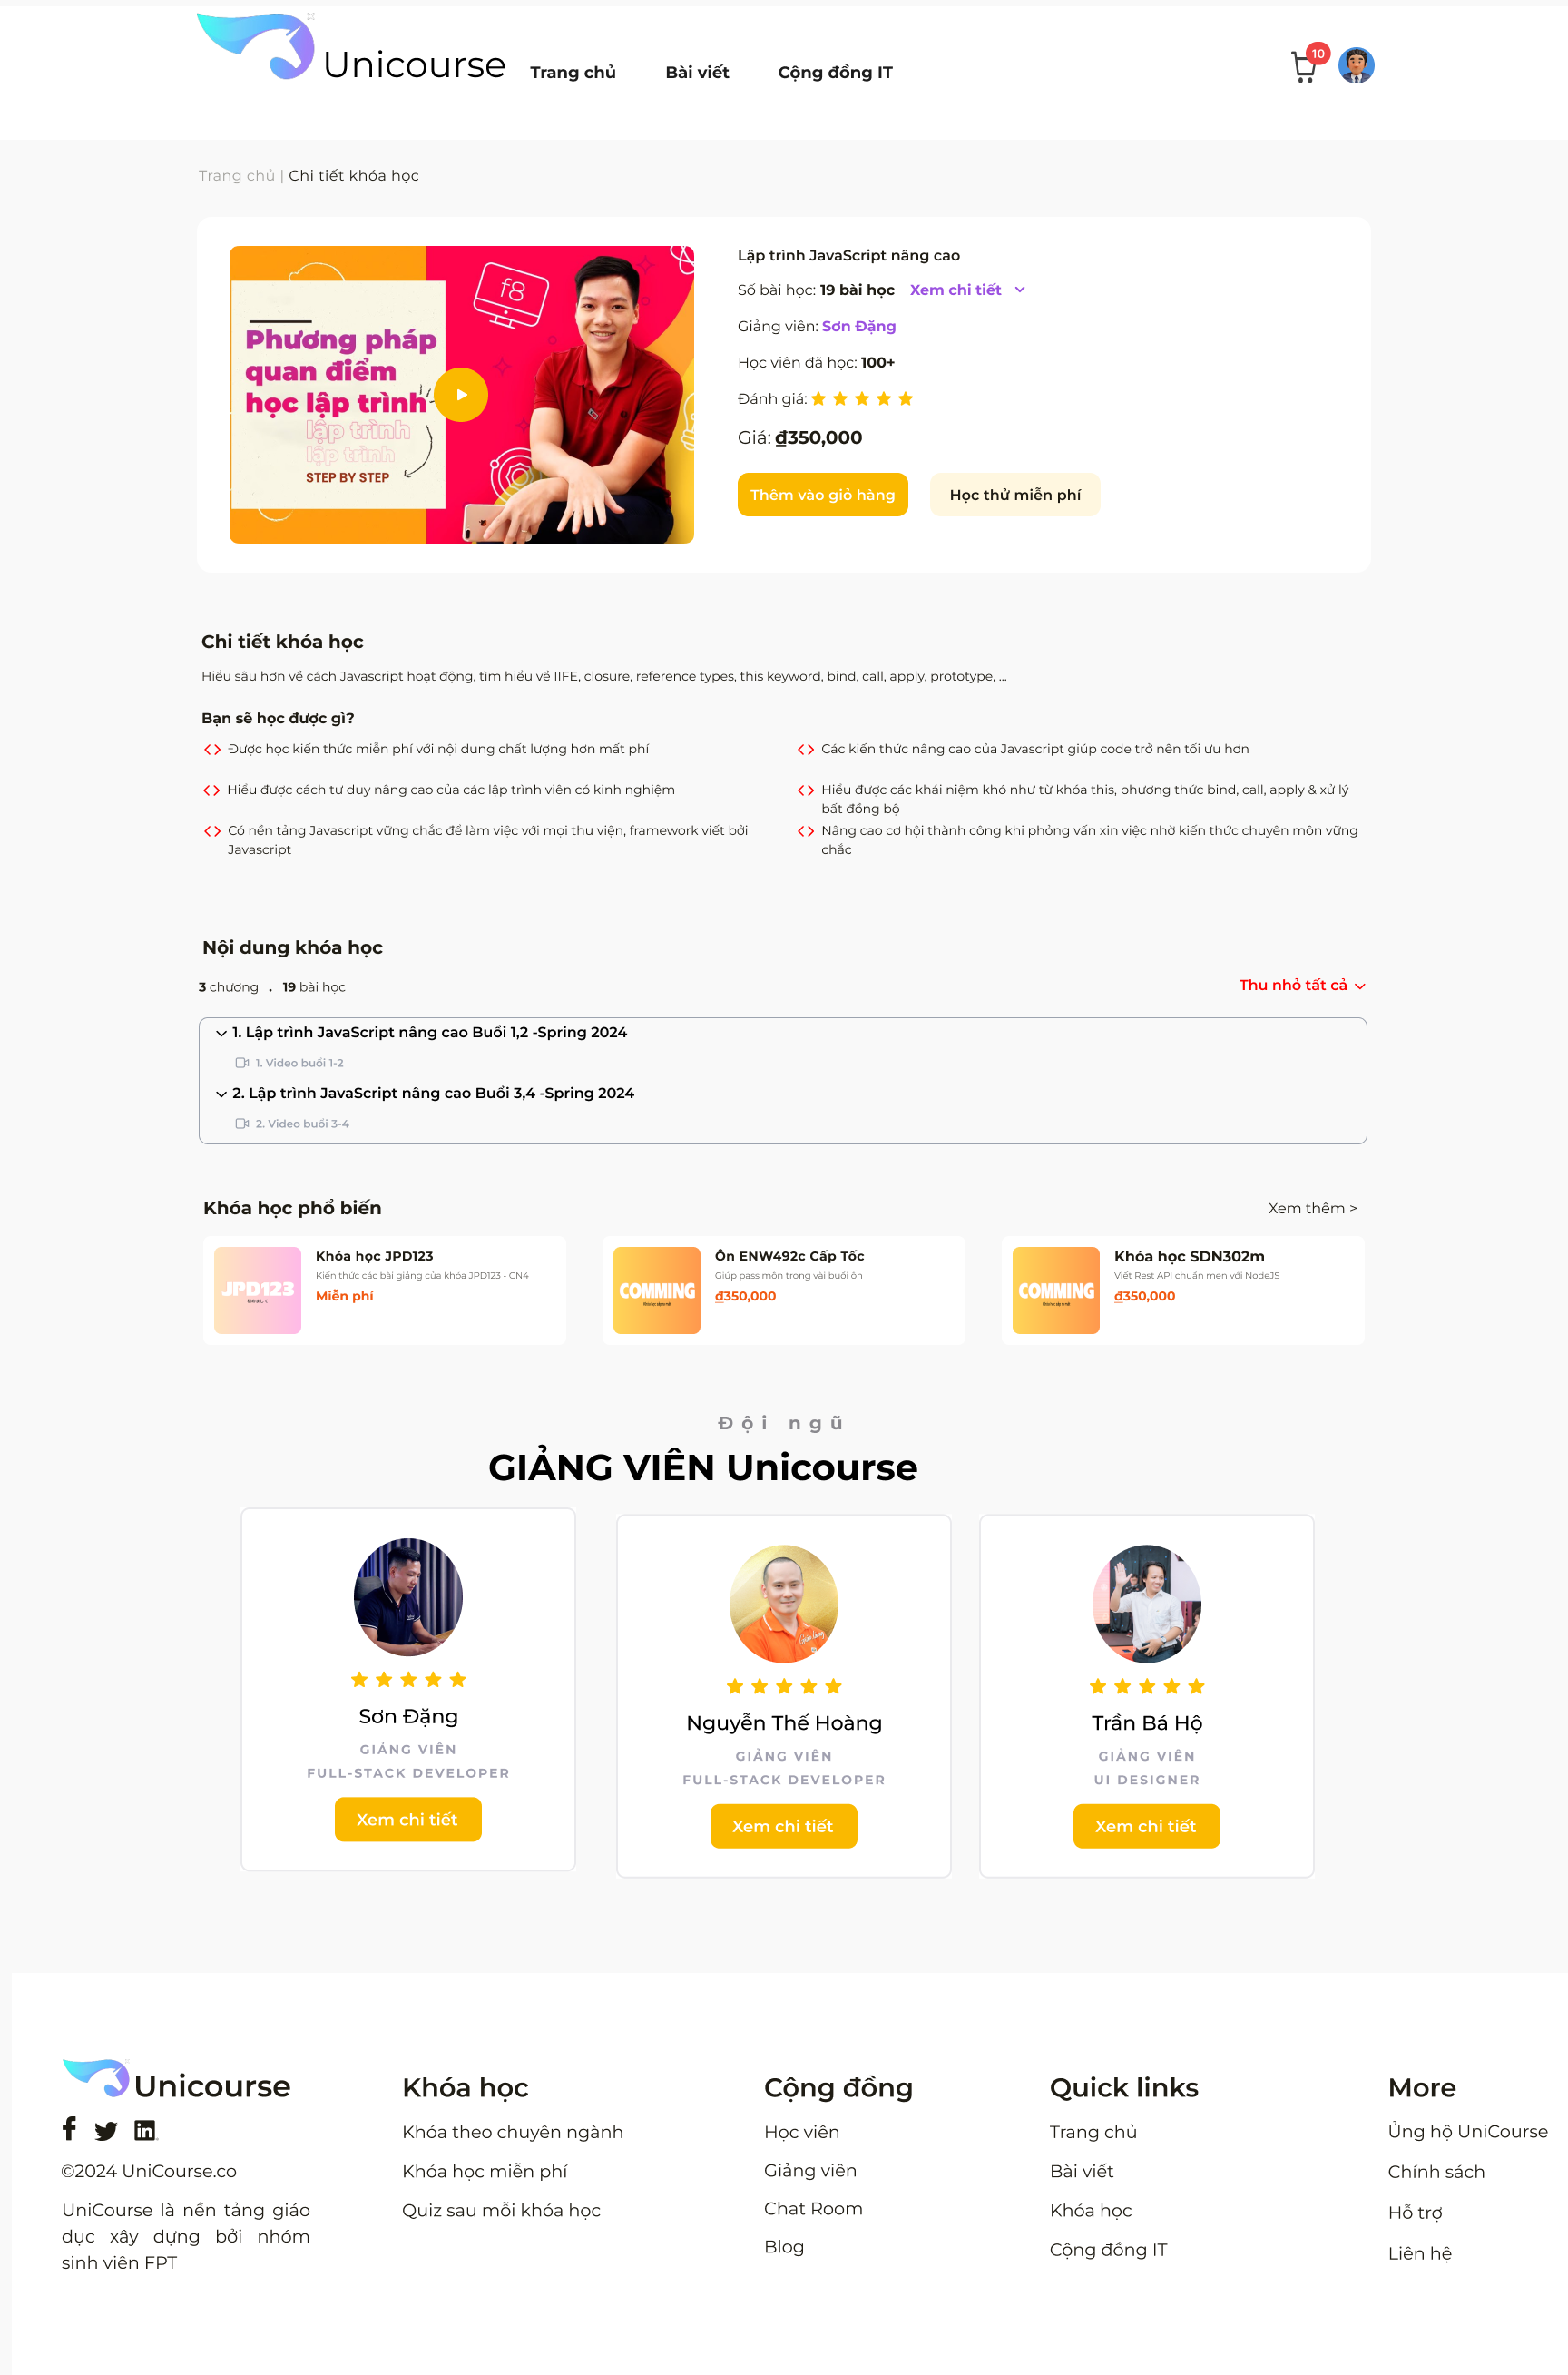 Unicourse
Trang chủ
Bài viết
Cộng đồng IT
10
Trang chủ | Chi tiết khóa học
f8
Phương pháp
quan điểm
học lập trình
lập trình
lập trình
STEP BY STEP
Lập trình JavaScript nâng cao
Số bài học: 19 bài học Xem chi tiết
Giảng viên: Sơn Đặng
Học viên đã học: 100+
Đánh giá:
Giá: ₫350,000
Thêm vào giỏ hàng
Học thử miễn phí
Chi tiết khóa học
Hiểu sâu hơn về cách Javascript hoạt động, tìm hiểu về IIFE, closure, reference types, this keyword, bind, call, apply, prototype, ...
Bạn sẽ học được gì?
Được học kiến thức miễn phí với nội dung chất lượng hơn mất phí
Các kiến thức nâng cao của Javascript giúp code trở nên tối ưu hơn
Hiểu được cách tư duy nâng cao của các lập trình viên có kinh nghiệm
Hiểu được các khái niệm khó như từ khóa this, phương thức bind, call, apply & xử lý
bất đồng bộ
Có nền tảng Javascript vững chắc để làm việc với mọi thư viện, framework viết bởi
Javascript
Nâng cao cơ hội thành công khi phỏng vấn xin việc nhờ kiến thức chuyên môn vững
chắc
Nội dung khóa học
3 chương . 19 bài học
Thu nhỏ tất cả
1. Lập trình JavaScript nâng cao Buổi 1,2 -Spring 2024
1. Video buổi 1-2
2. Lập trình JavaScript nâng cao Buổi 3,4 -Spring 2024
2. Video buổi 3-4
Khóa học phổ biến
Xem thêm >
JPD123
Khóa học JPD123
Kiến thức các bài giảng của khóa JPD123 - CN4
Miễn phí
COMMING
Ôn ENW492c Cấp Tốc
Giúp pass môn trong vài buổi ôn
₫350,000
COMMING
Khóa học SDN302m
Viết Rest API chuẩn men với NodeJS
₫350,000
Đội ngũ
GIẢNG VIÊN Unicourse
Sơn Đặng
GIẢNG VIÊN
FULL-STACK DEVELOPER
Xem chi tiết
Nguyễn Thế Hoàng
GIẢNG VIÊN
FULL-STACK DEVELOPER
Xem chi tiết
Trần Bá Hộ
GIẢNG VIÊN
UI DESIGNER
Xem chi tiết
Unicourse
©2024 UniCourse.co
UniCourse là nền tảng giáo
dục xây dựng bởi nhóm
sinh viên FPT
Khóa học
Khóa theo chuyên ngành
Khóa học miễn phí
Quiz sau mỗi khóa học
Cộng đồng
Học viên
Giảng viên
Chat Room
Blog
Quick links
Trang chủ
Bài viết
Khóa học
Cộng đồng IT
More
Ủng hộ UniCourse
Chính sách
Hỗ trợ
Liên hệ